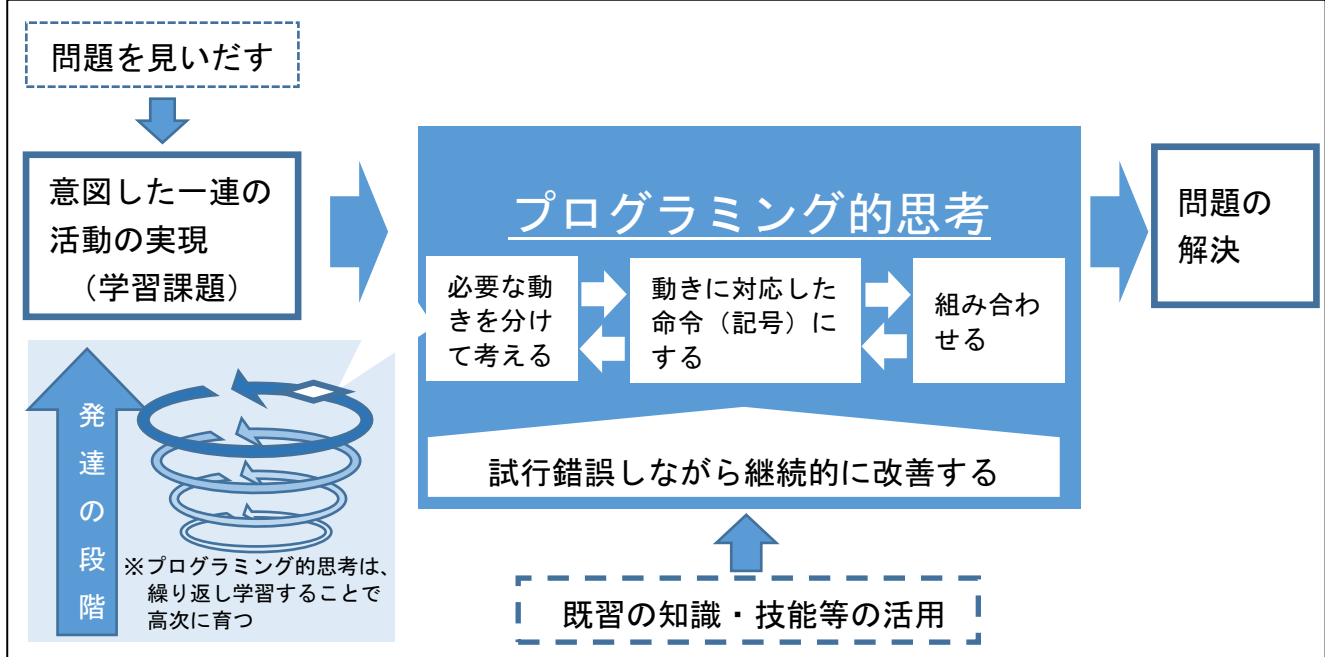 問題を見いだす
意図した一連の
活動の実現
（学習課題）
プログラミング的思考
必要な動
きを分け
て考える
動きに対応した
命令（記号）に
する
組み合わ
せる
試行錯誤しながら継続的に改善する
問題の
解決
発達の段階
※プログラミング的思考は、
繰り返し学習することで
高次に育つ
既習の知識・技能等の活用